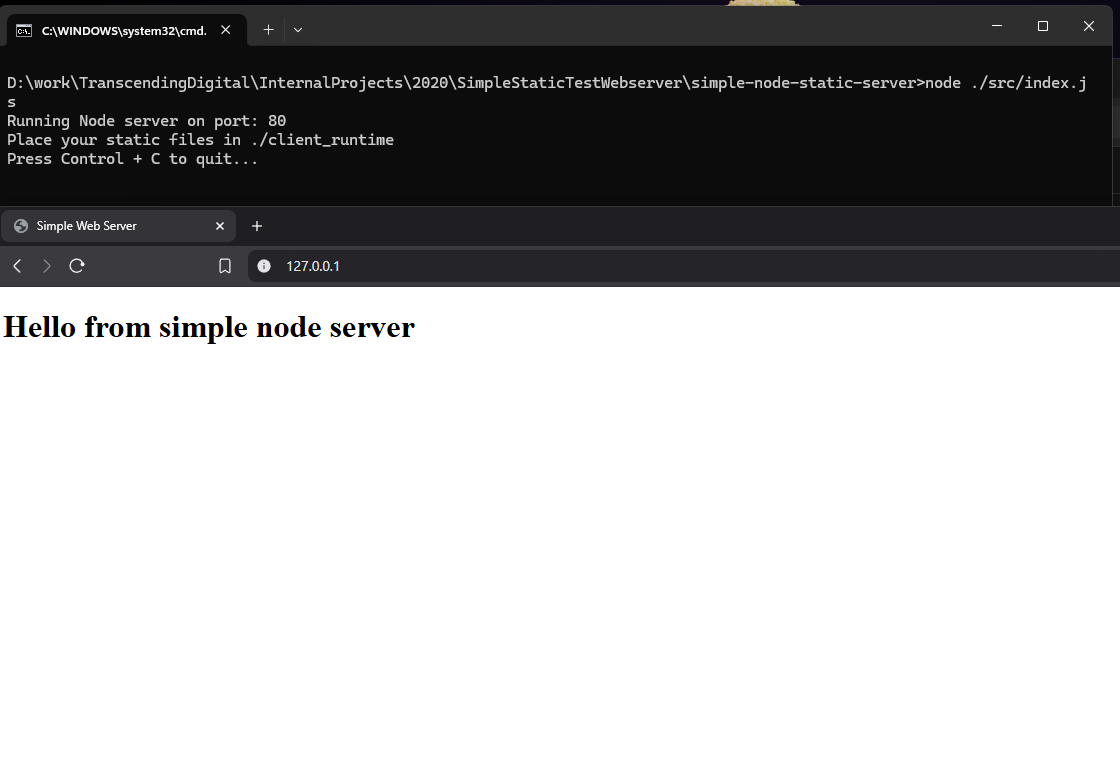 C:\WINDOWS\system32\cmd.
D:\work\TranscendingDigital\InternalProjects\2020\SimpleStaticTestWebserver\simple-node-static-server>node ./src/index.j
s
Running Node server on port: 80
Place your static files in ./client_runtime
Press Control + C to quit...
Simple Web Server
127.0.0.1
Hello from simple node server